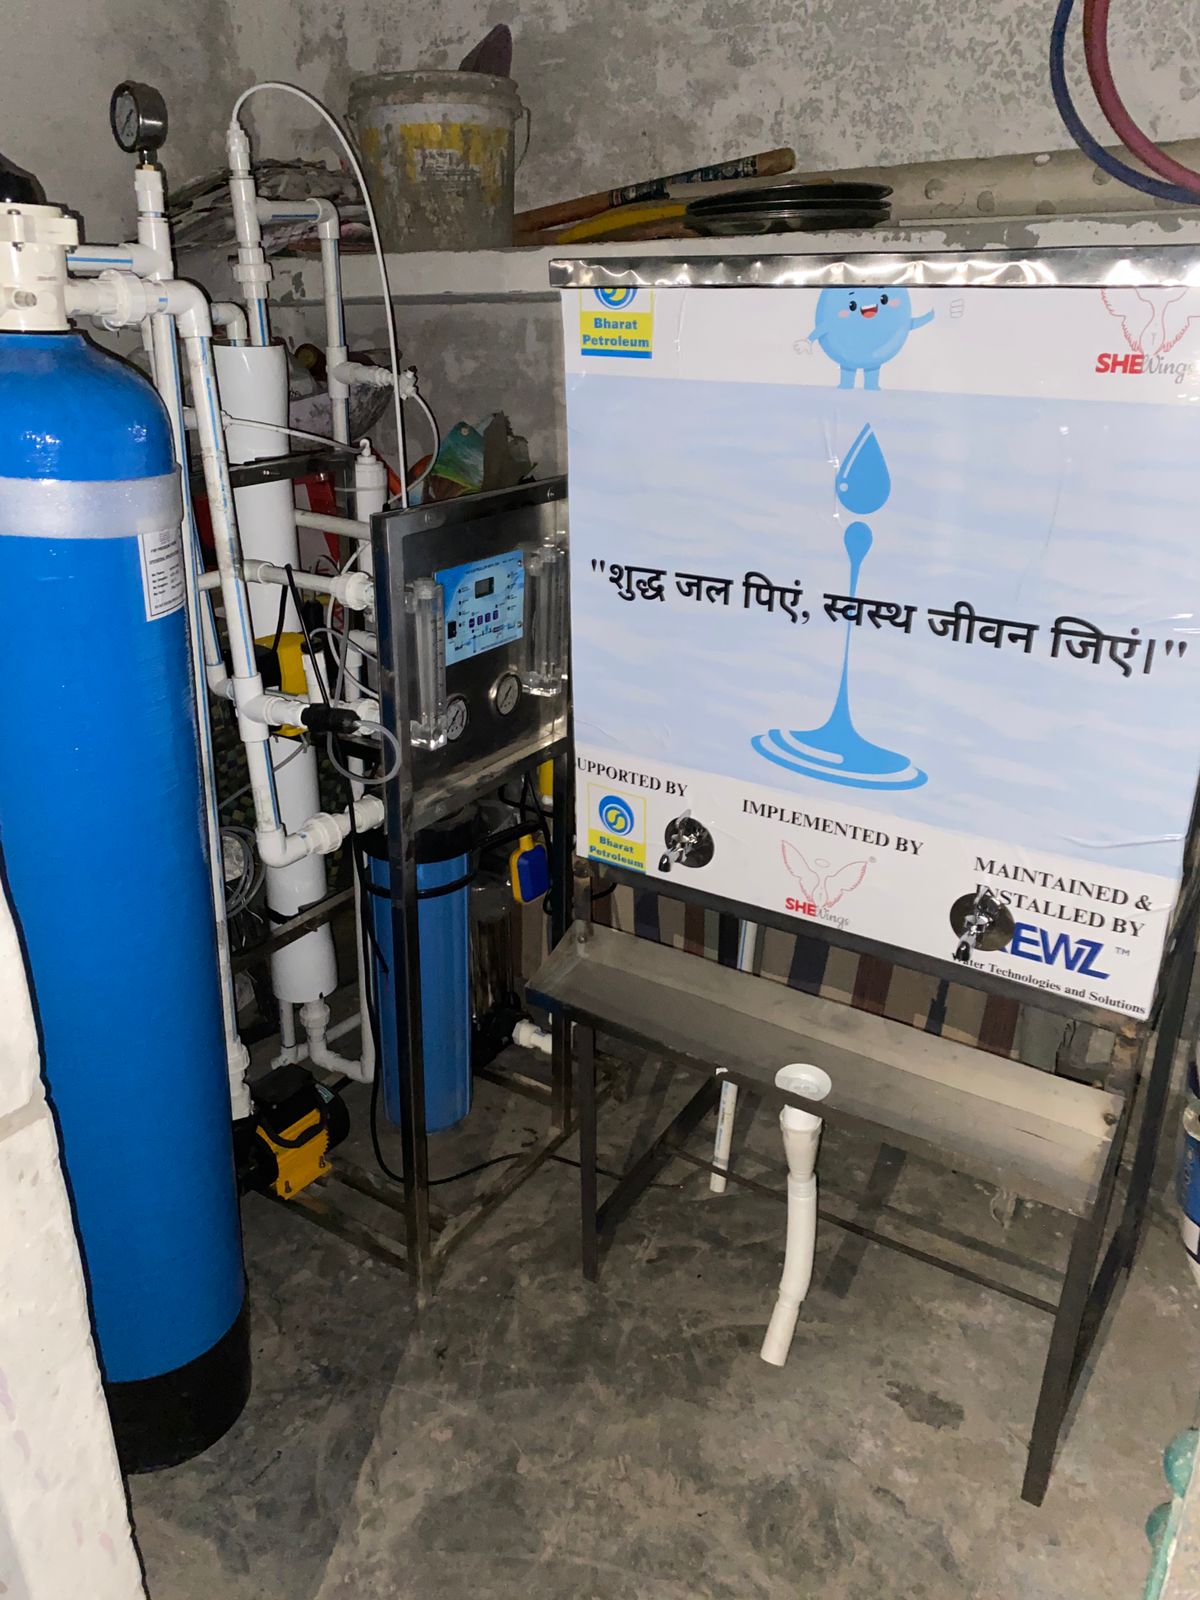 Bharat
Petroleum
SHEWings
"शुद्ध जल पिएं, स्वस्थ जीवन जिएं।"
UPPORTED BY
Bharat
Petroleum
IMPLEMENTED BY
SHEWings
MAINTAINED &
INSTALLED BY
EWZ ™
Water Technologies and Solutions